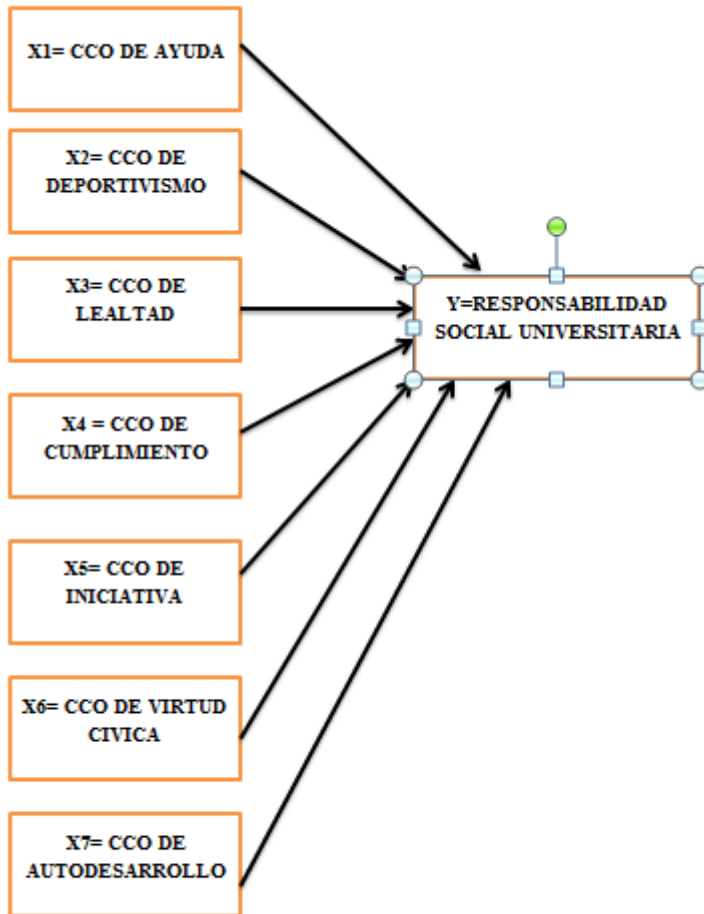 X1= CCO DE AYUDA
X2= CCO DE
DEPORTIVISMO
X3= CCO DE
LEALTAD
X4 = CCO DE
CUMPLIMIENTO
X5= CCO DE
INICIATIVA
X6= CCO DE VIRTUD
CIVICA
X7= CCO DE
AUTODESARROLLO
Y=RESPONSABILIDAD
SOCIAL UNIVERSITARIA